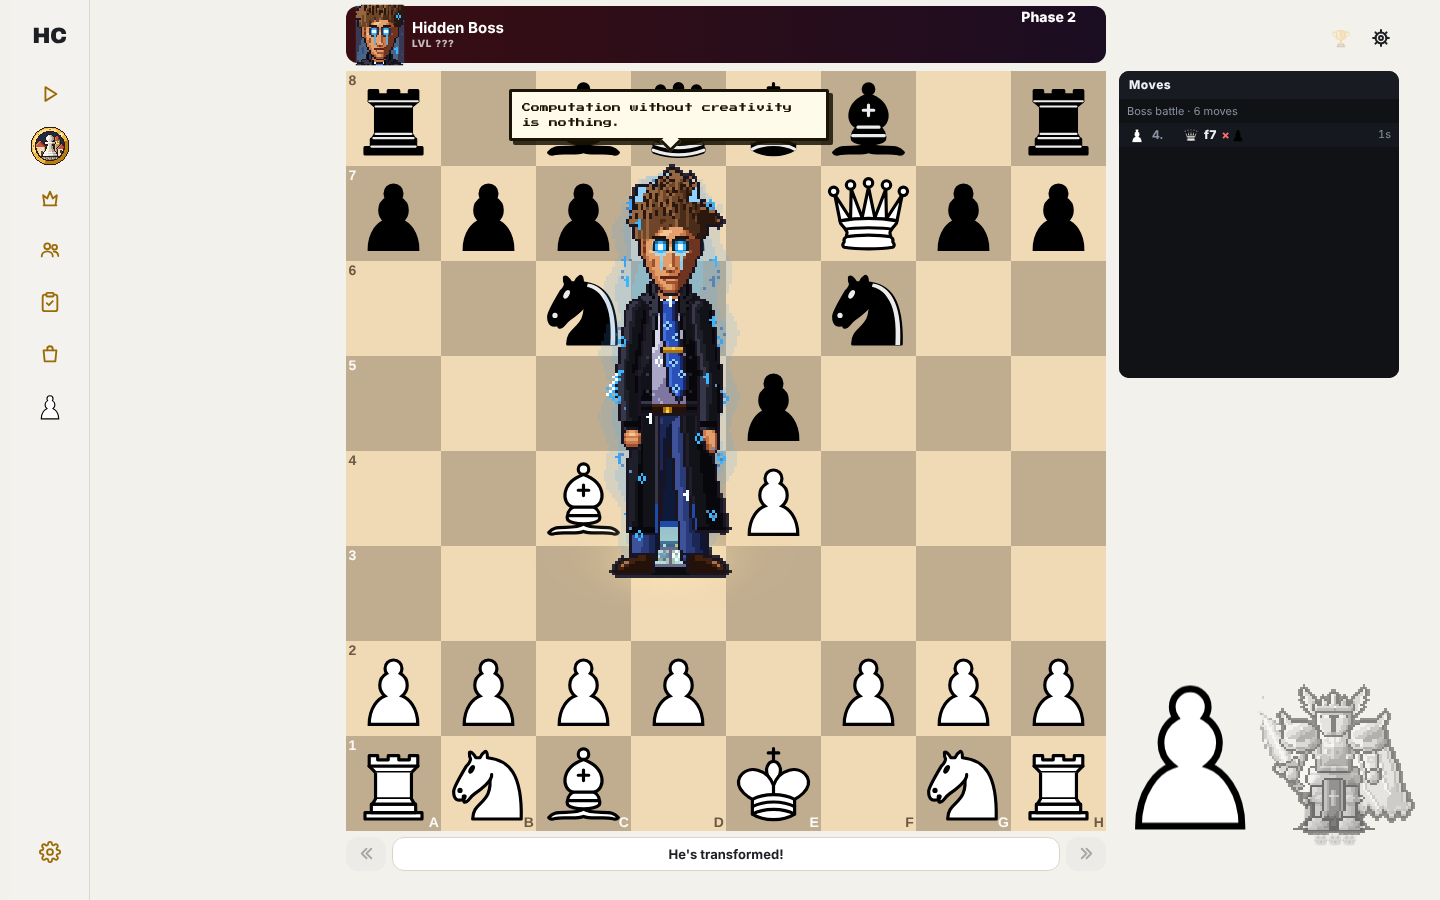 HC
Hidden Boss
LVL ???
Phase 2
Computation without creativity
is nothing.
Moves
Boss battle · 6 moves
4. f7 × 1s
8
7
6
5
4
3
2
1
A B C D E F G H
He's transformed!